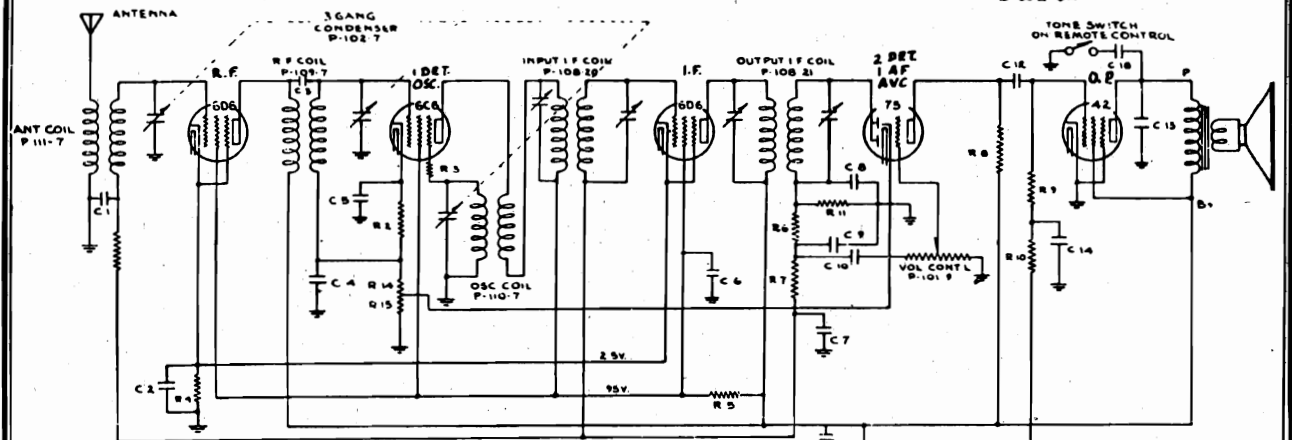 ANTENNA
3 GANG
CONDENSER
P-102-7
TONE SWITCH
ON REMOTE CONTROL
R.F.
R F COIL
P-109-7
C 3
1 DET.
OSC.
INPUT I F COIL
P-108-20
I.F.
OUTPUT I F COIL
P-108-21
2 DET.
1 AF
AVC
C 12
C 18
O.P.
P
6D6
6C6
6D6
75
42
ANT COIL
P 111-7
C 13
R 3
R 8
C 8
C 5
R 11
R 9
C 1
R 2
B+
R 6
C 9
C 14
C 10
R 10
VOL CONT'L
P-101-9
C 4
R 14
OSC COIL
P-110-7
C 6
R 7
R 15
C 7
2.5V.
C 2
R 4
95V.
R 5